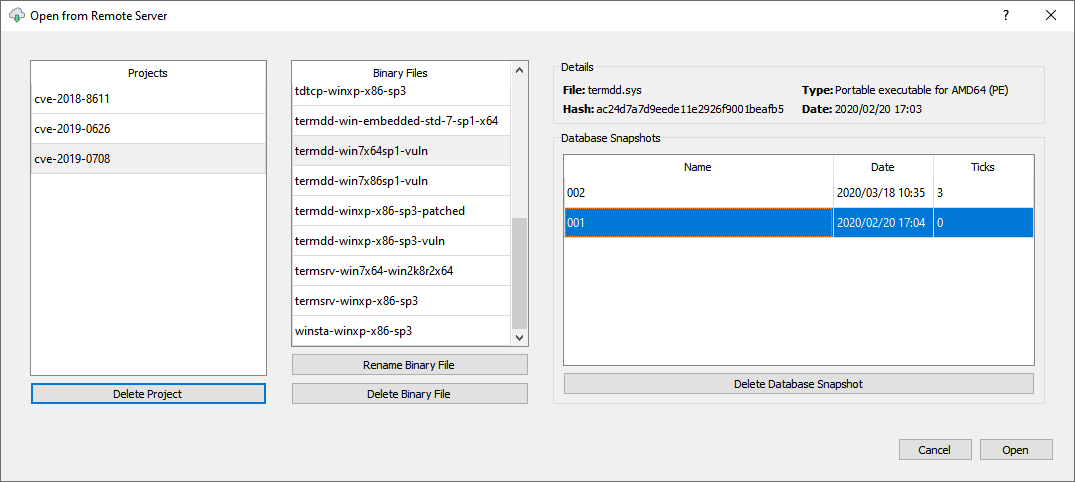 Open from Remote Server
?
Projects
cve-2018-8611
cve-2019-0626
cve-2019-0708
Delete Project
Binary Files
tdtcp-winxp-x86-sp3
termdd-win-embedded-std-7-sp1-x64
termdd-win7x64sp1-vuln
termdd-win7x86sp1-vuln
termdd-winxp-x86-sp3-patched
termdd-winxp-x86-sp3-vuln
termsrv-win7x64-win2k8r2x64
termsrv-winxp-x86-sp3
winsta-winxp-x86-sp3
Rename Binary File
Delete Binary File
Details
File: termdd.sys Type: Portable executable for AMD64 (PE)
Hash: ac24d7a7d9eede11e2926f9001beafb5 Date: 2020/02/20 17:03
Database Snapshots
Name Date Ticks
002 2020/03/18 10:35 3
001 2020/02/20 17:04 0
Delete Database Snapshot
Cancel Open